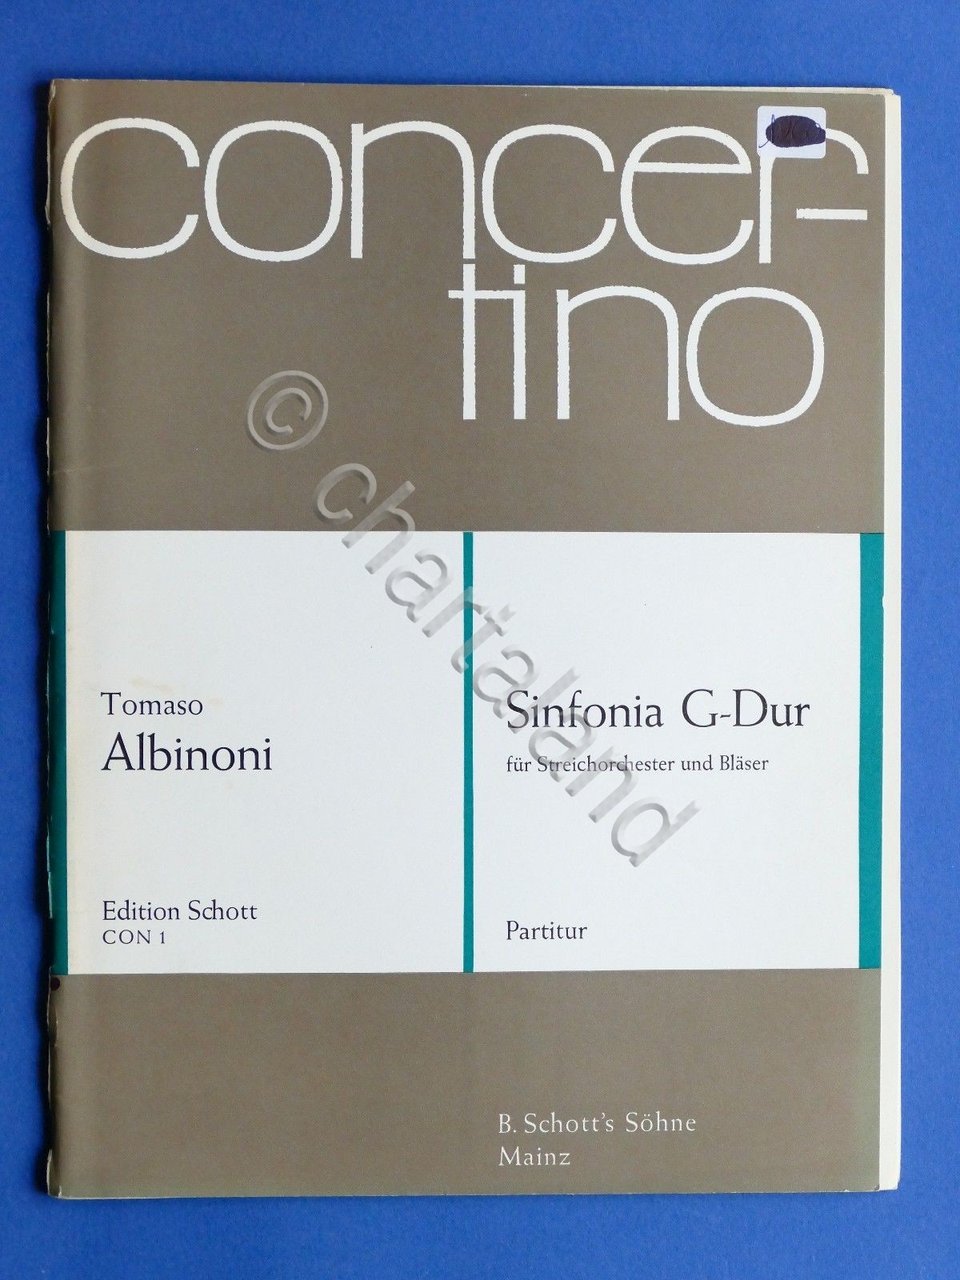 concer-
tino
© chartaland
Tomaso
Albinoni
Sinfonia G-Dur
für Streichorchester und Bläser
Edition Schott
CON 1
Partitur
B. Schott's Söhne
Mainz